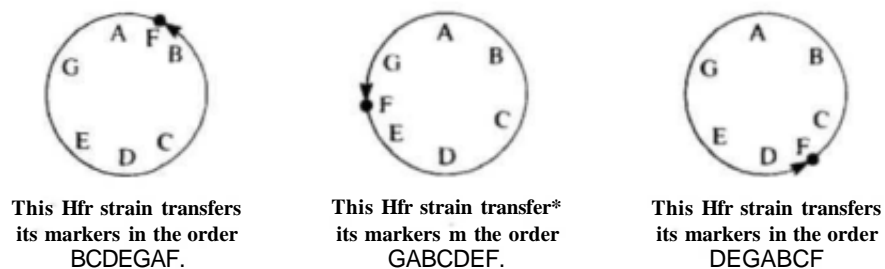 A
F
B
G
C
E
D
A
B
G
F
C
E
D
A
B
G
C
E
F
D
This Hfr strain transfers
its markers in the order
BCDEGAF.
This Hfr strain transfer*
its markers m the order
GABCDEF.
This Hfr strain transfers
its markers in the order
DEGABCF